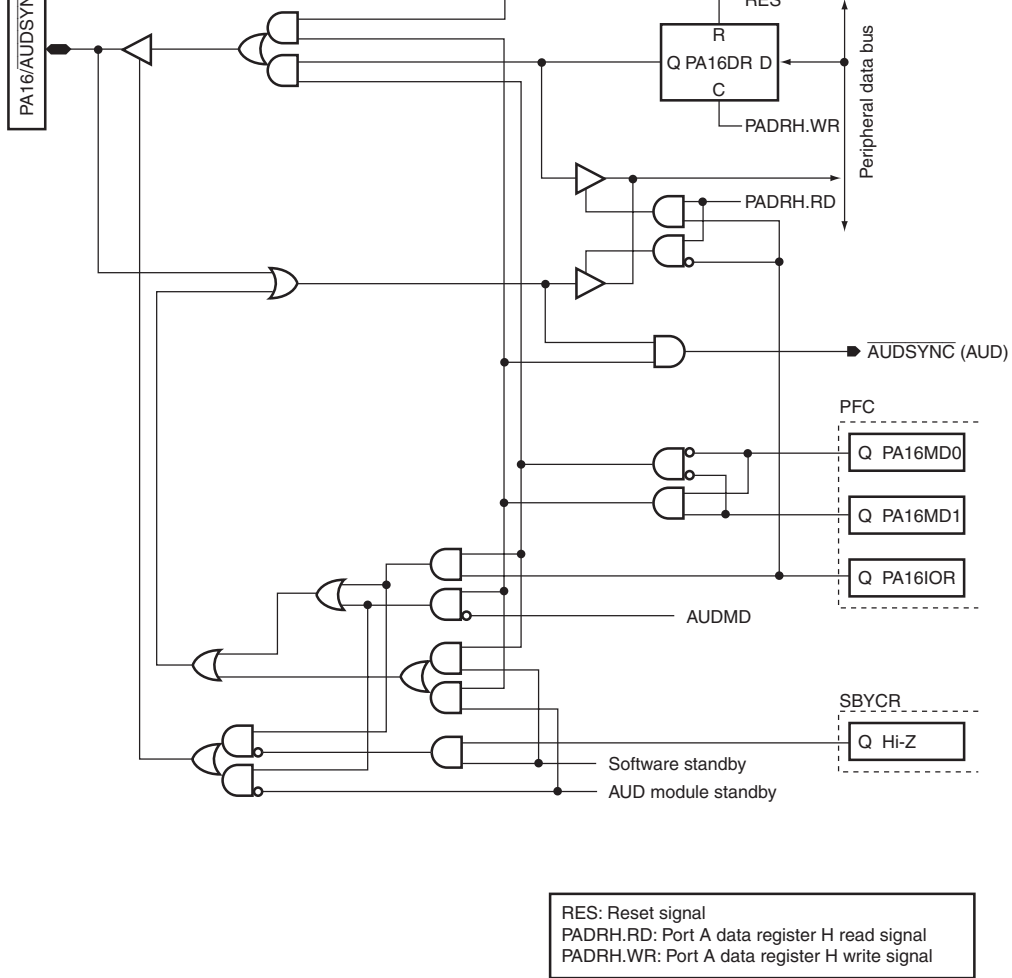 PA16/AUDSYN
RES
R
Q PA16DR D
C
PADRH.WR
Peripheral data bus
PADRH.RD
AUDSYNC (AUD)
PFC
Q PA16MD0
Q PA16MD1
Q PA16IOR
AUDMD
SBYCR
Q Hi-Z
Software standby
AUD module standby
RES: Reset signal
PADRH.RD: Port A data register H read signal
PADRH.WR: Port A data register H write signal